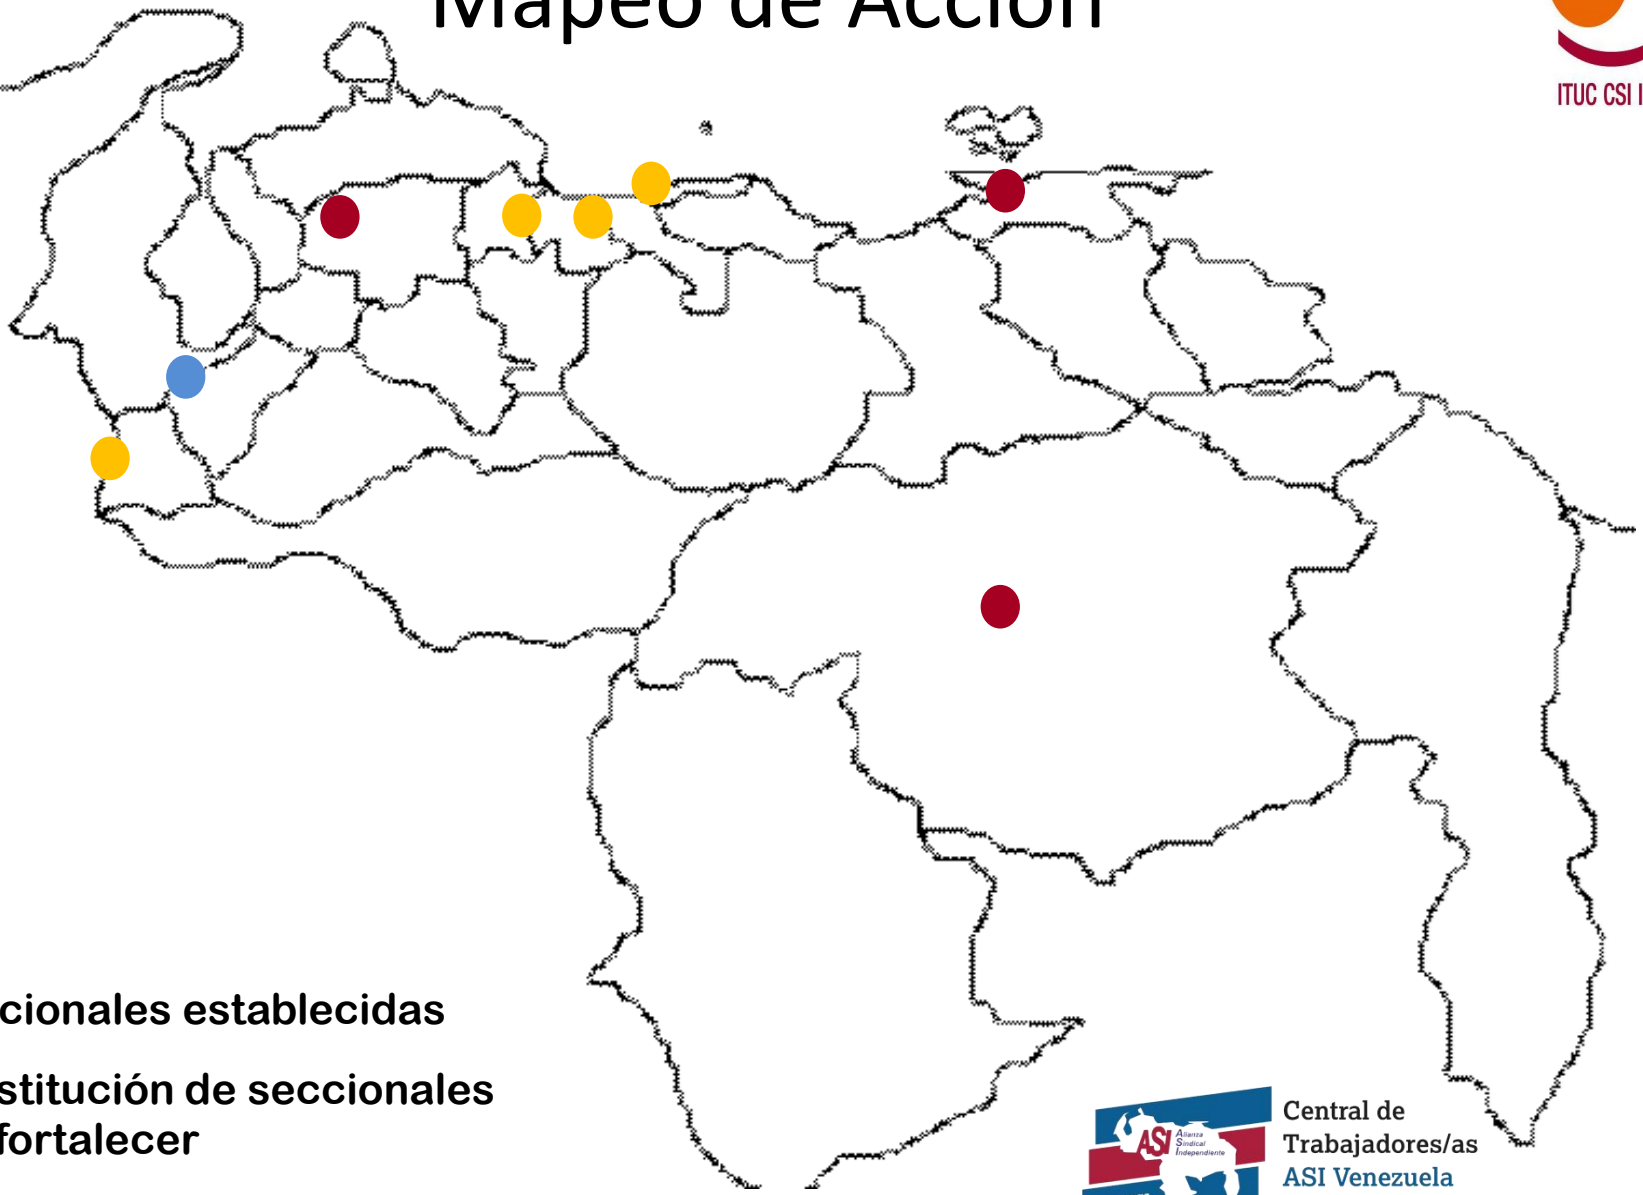 Mapeo de Acción
ITUC CSI I
cionales establecidas
stitución de seccionales
fortalecer
ASI Alianza
Sindical
Independiente
Central de
Trabajadores/as
ASI Venezuela